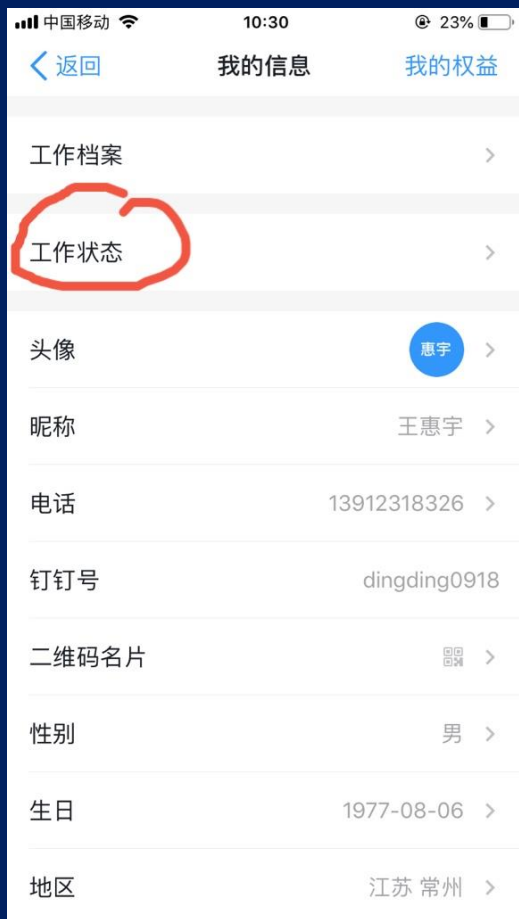 中国移动 10:30 23%
返回 我的信息 我的权益
工作档案
工作状态
头像 惠宇
昵称 王惠宇
电话 13912318326
钉钉号 dingding0918
二维码名片
性别 男
生日 1977-08-06
地区 江苏 常州